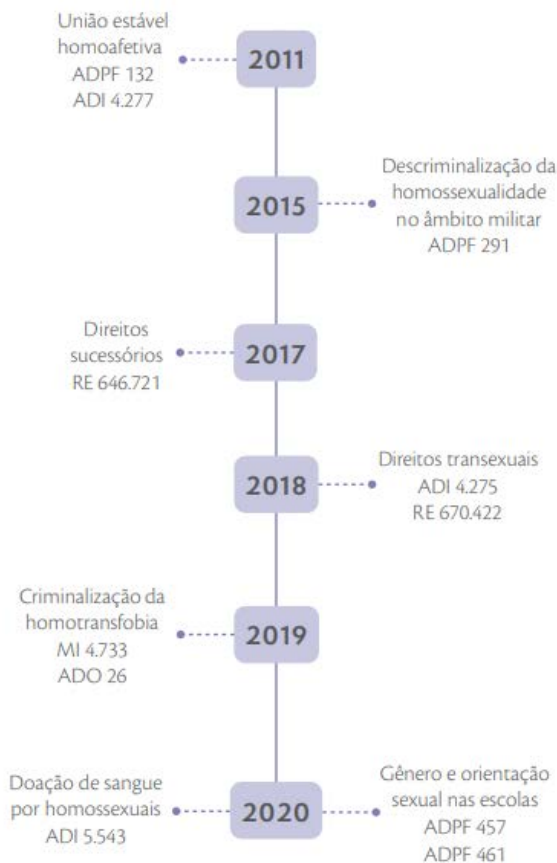 União estável
homoafetiva
ADPF 132
ADI 4.277
2011
2015
Descriminalização da
homossexualidade
no âmbito militar
ADPF 291
Direitos
sucessórios
RE 646.721
2017
2018
Direitos transexuais
ADI 4.275
RE 670.422
Criminalização da
homotransfobia
MI 4.733
ADO 26
2019
Doação de sangue
por homossexuais
ADI 5.543
2020
Gênero e orientação
sexual nas escolas
ADPF 457
ADPF 461